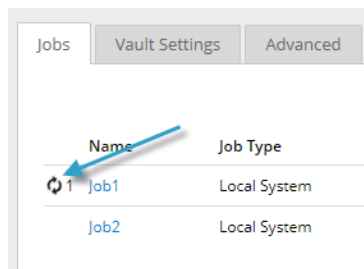 Jobs Vault Settings Advanced
Name Job Type
1 Job1 Local System
Job2 Local System